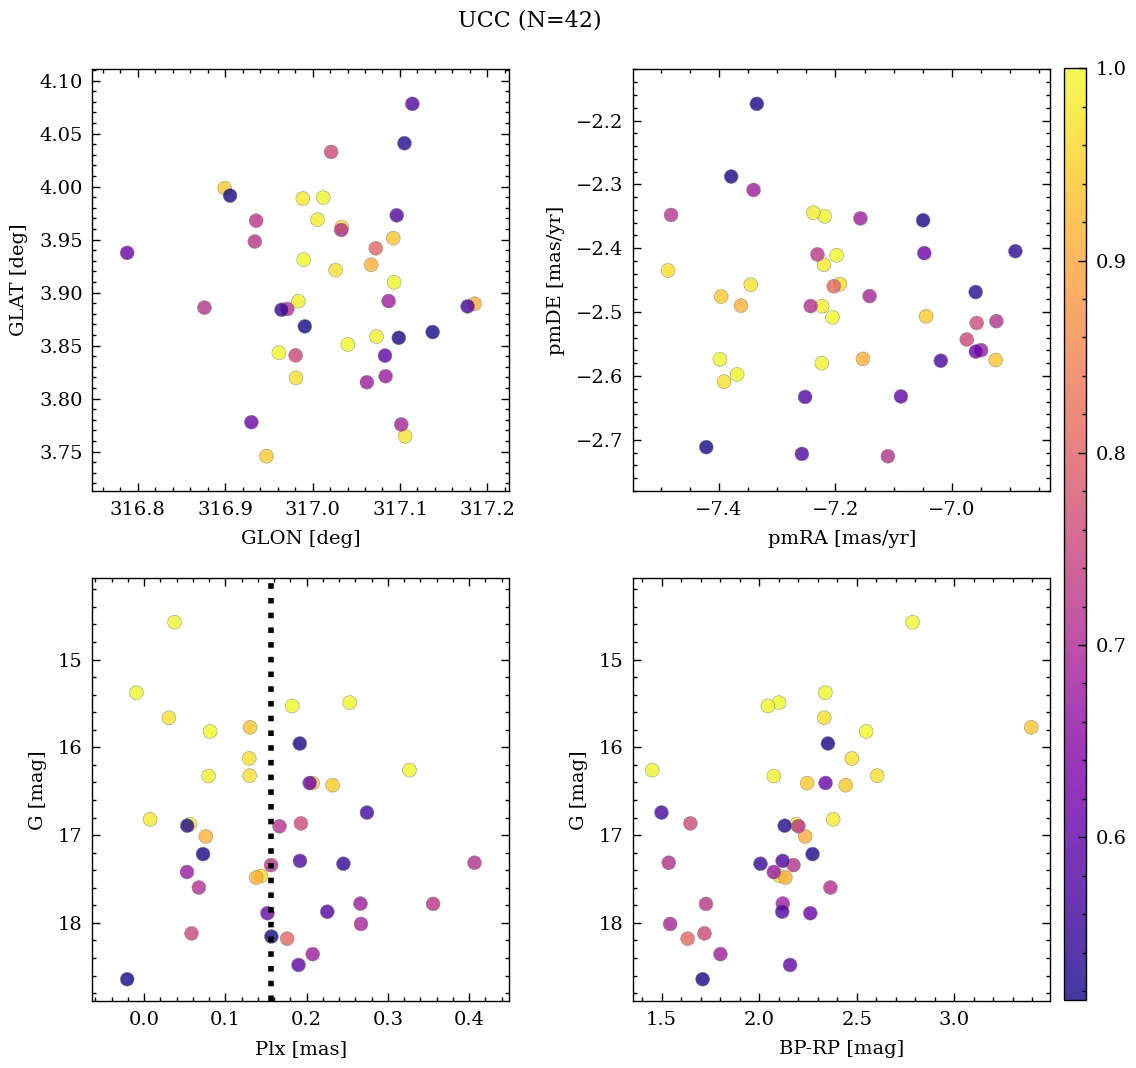 UCC (N=42)
4.10
4.05
4.00
3.95
3.90
3.85
3.80
3.75
GLAT [deg]
316.8 316.9 317.0 317.1 317.2
GLON [deg]
−2.2
−2.3
−2.4
−2.5
−2.6
−2.7
pmDE [mas/yr]
−7.4 −7.2 −7.0
pmRA [mas/yr]
1.0
0.9
0.8
0.7
0.6
15
16
17
18
G [mag]
0.0 0.1 0.2 0.3 0.4
Plx [mas]
15
16
17
18
G [mag]
1.5 2.0 2.5 3.0
BP-RP [mag]